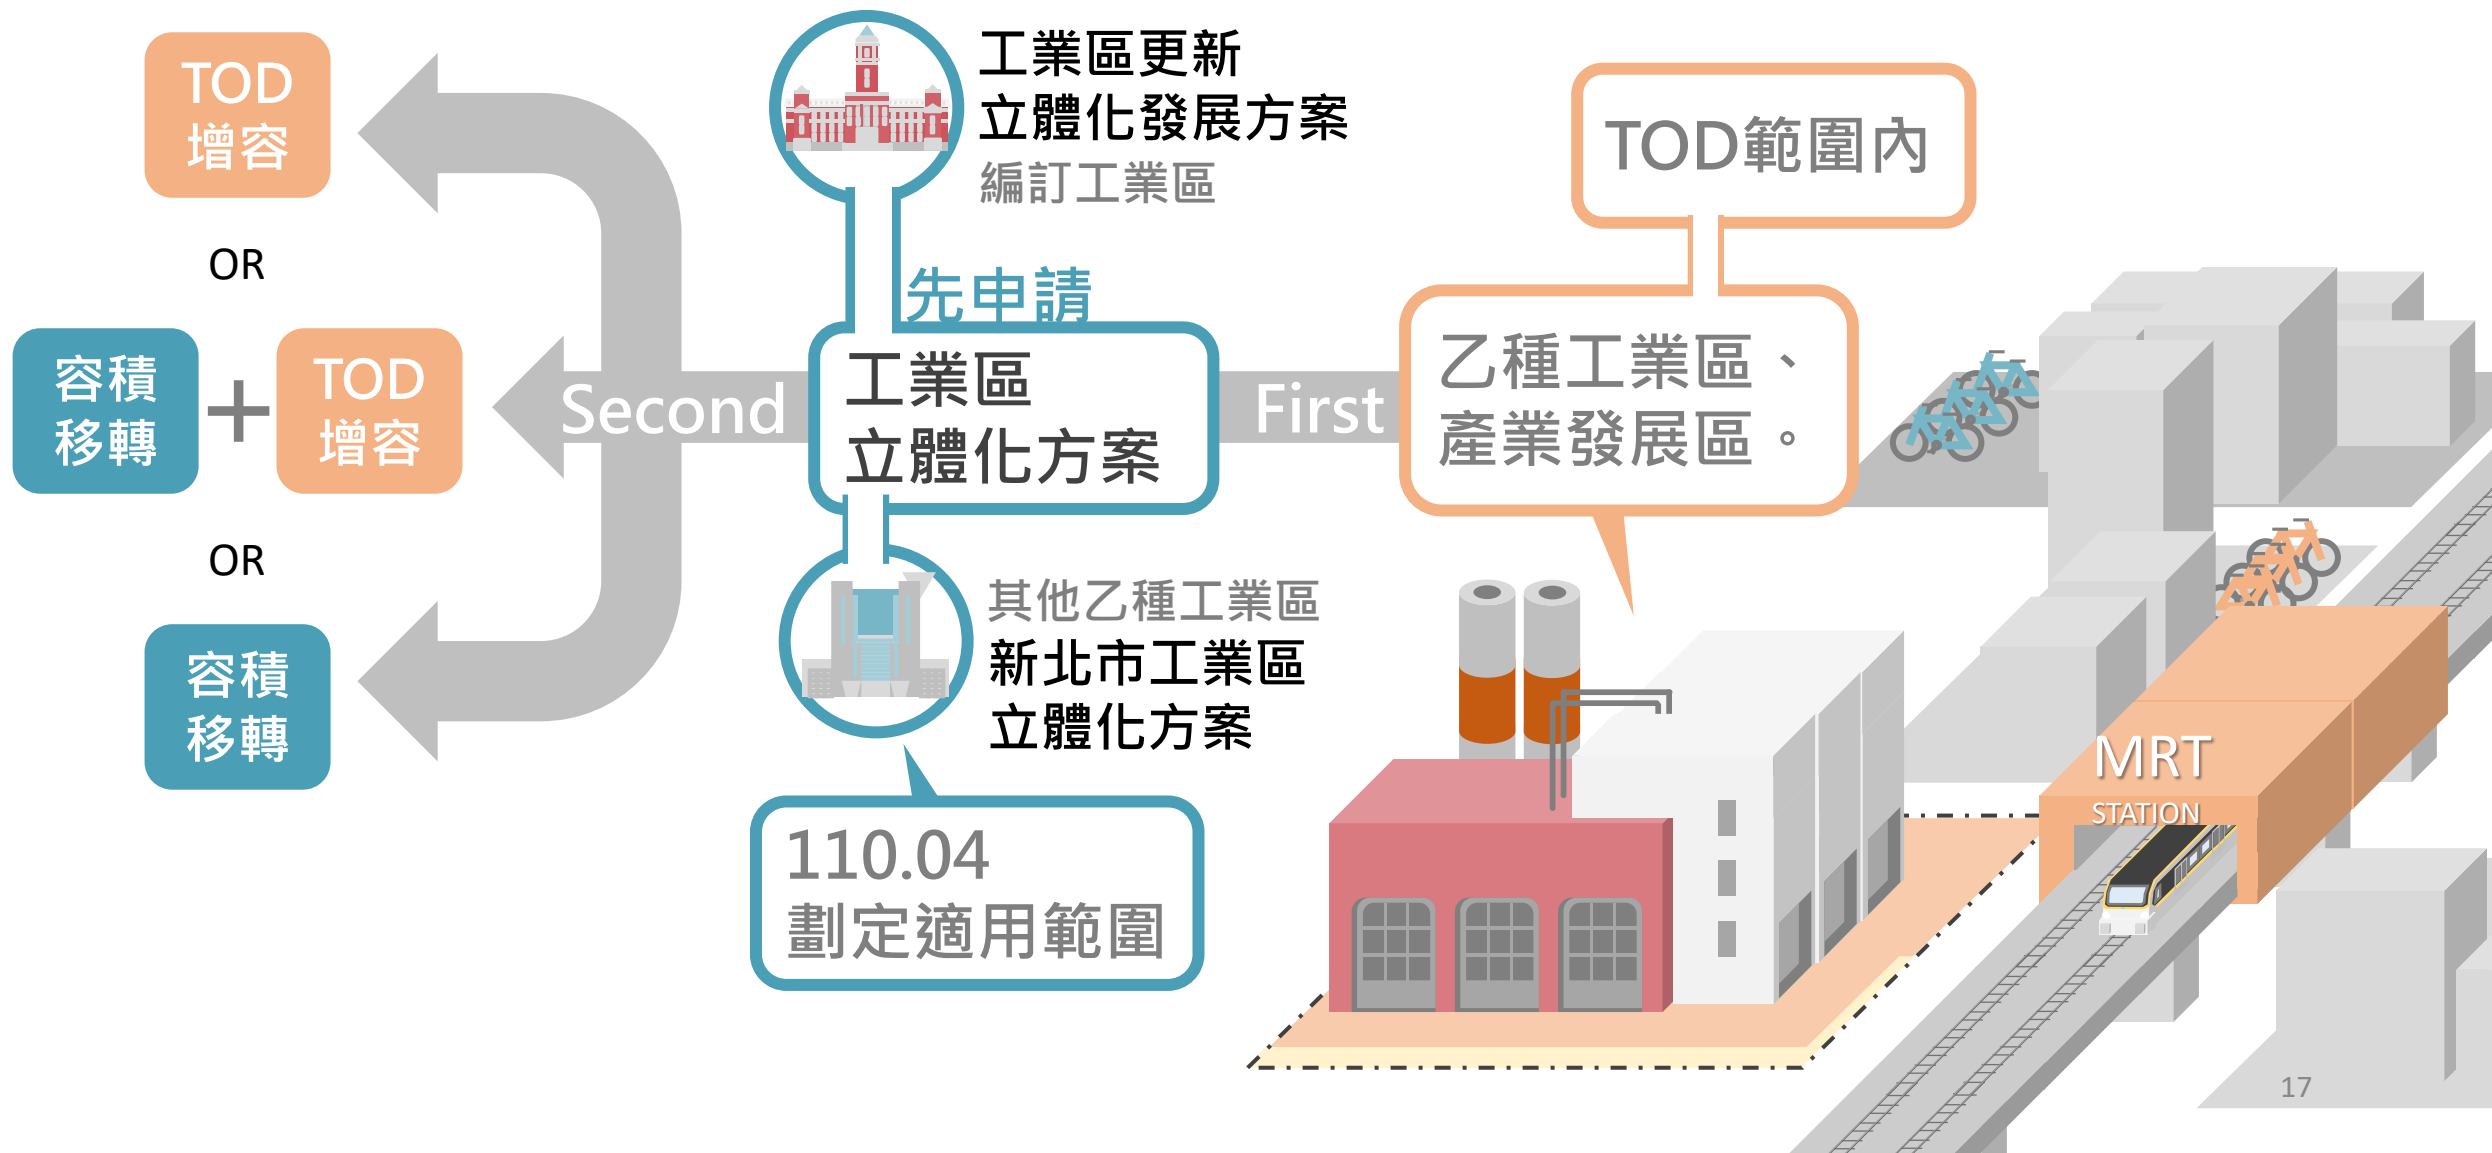 TOD
增容
OR
容積
移轉
+
TOD
增容
OR
容積
移轉
工業區更新
立體化發展方案
編訂工業區
先申請
工業區
立體化方案
Second
First
其他乙種工業區
新北市工業區
立體化方案
110.04
劃定適用範圍
TOD範圍內
乙種工業區、
產業發展區。
MRT
STATION
17